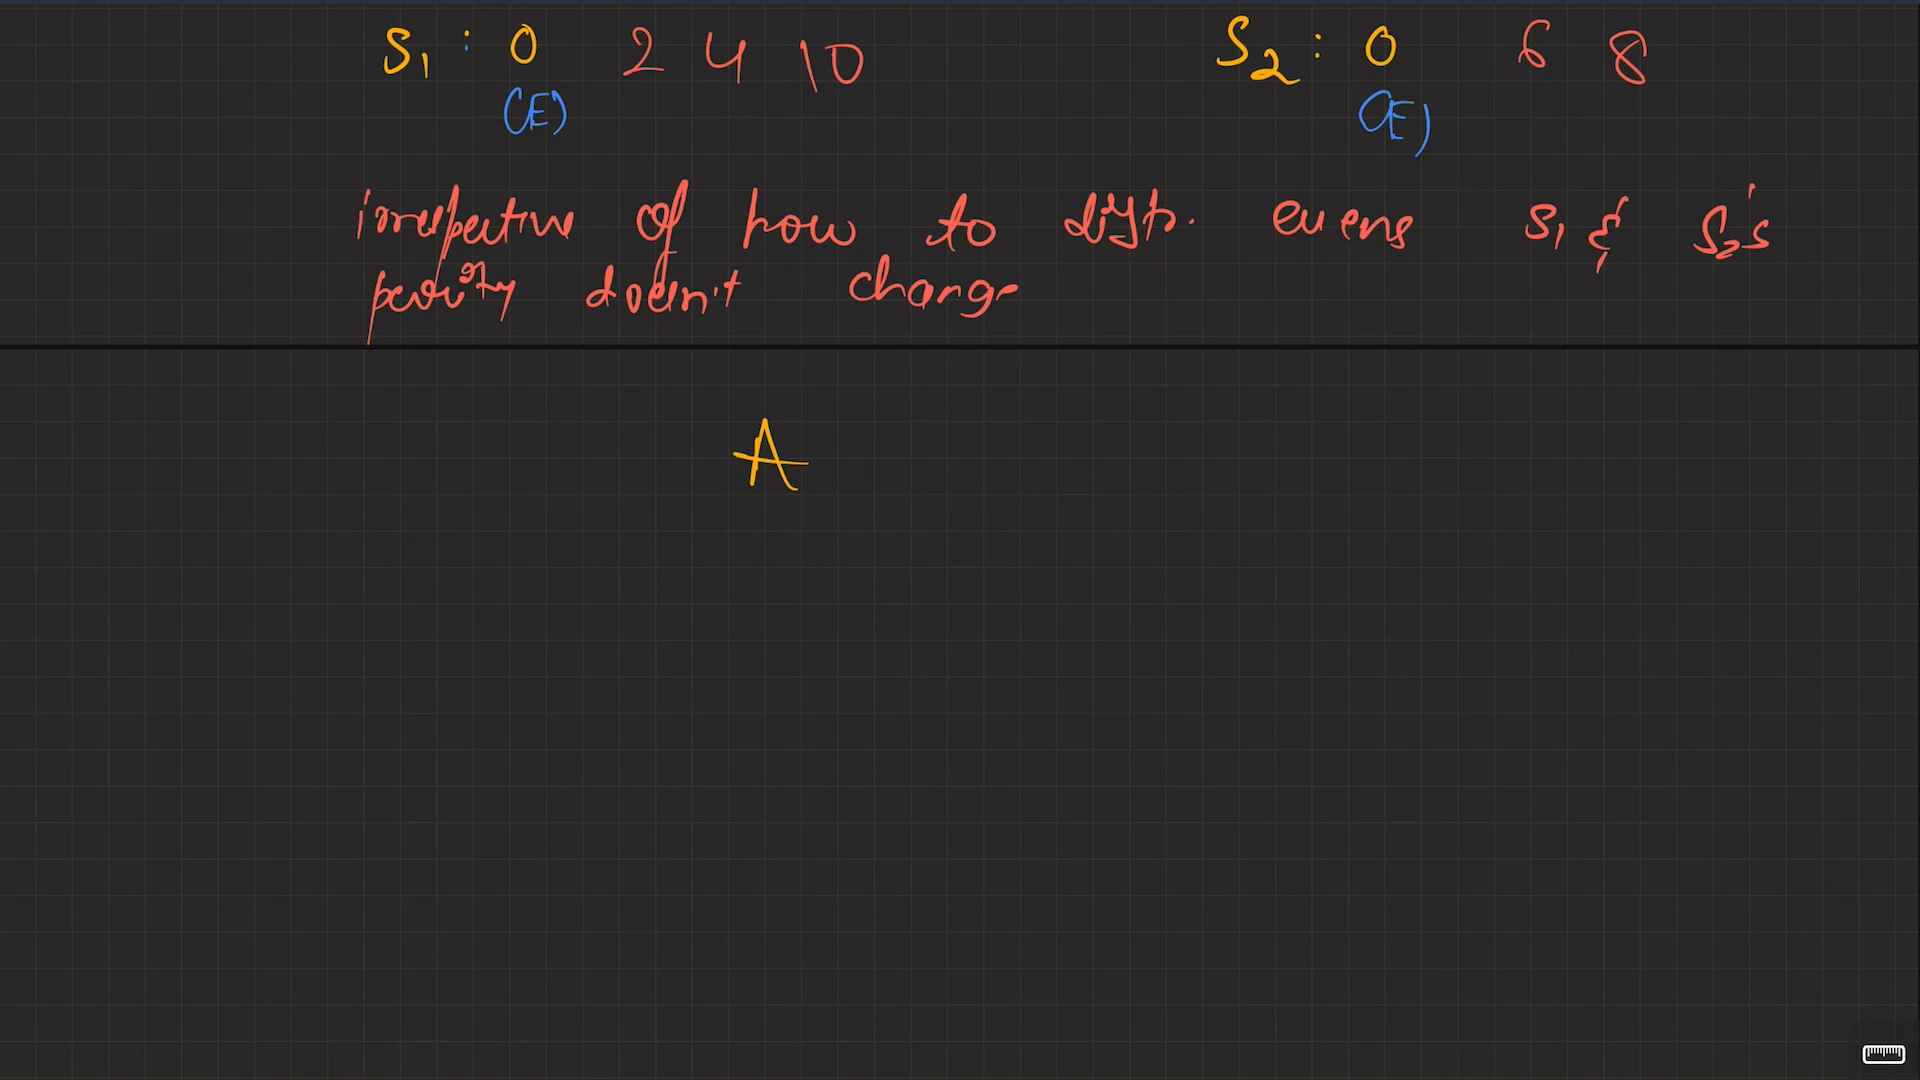 S1 : 0 2 4 10 S2 : 0 6 8
(E) (E)
irrespective of how to distr. evens S1 & S2's
parity doesn't change
A